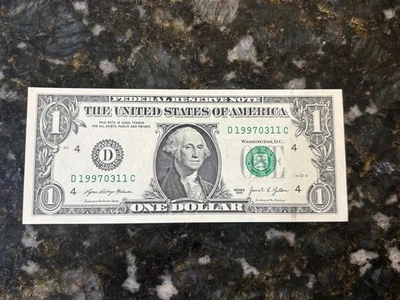 FEDERAL RESERVE NOTE
THE UNITED STATES OF AMERICA
THIS NOTE IS LEGAL TENDER
FOR ALL DEBTS, PUBLIC AND PRIVATE
D 19970311 C
WASHINGTON, D.C.
1
1
4
4
D
D 19970311 C
4
4
SERIES
ONE DOLLAR
1
1